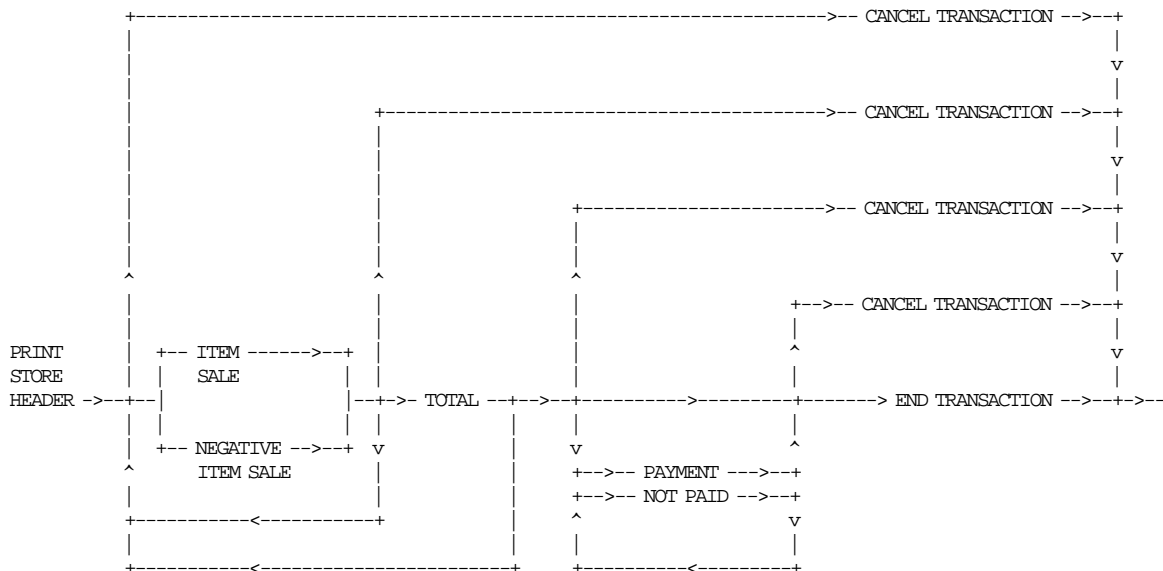 +---------------------------------------------------------->-- CANCEL TRANSACTION -->--+
|
v
+------------------------------------->-- CANCEL TRANSACTION -->--+
|
v
+--------------------->-- CANCEL TRANSACTION -->--+
|
v
^ ^ ^
+-->-- CANCEL TRANSACTION -->--+
PRINT | +-- ITEM ------>--+ | | ^ v
STORE | | SALE | | | | |
HEADER ->--+--| |--+->-- TOTAL --+-->--+---------->----------+-------> END TRANSACTION -->--+->--
| | | | | | |
| +-- NEGATIVE -->--+ v | v ^
^ ITEM SALE | | +-->-- PAYMENT --->--+
| | | +-->-- NOT PAID -->--+
+----------<-----------+ | ^ v
| | | |
+----------<-----------------------+ +---------<---------+